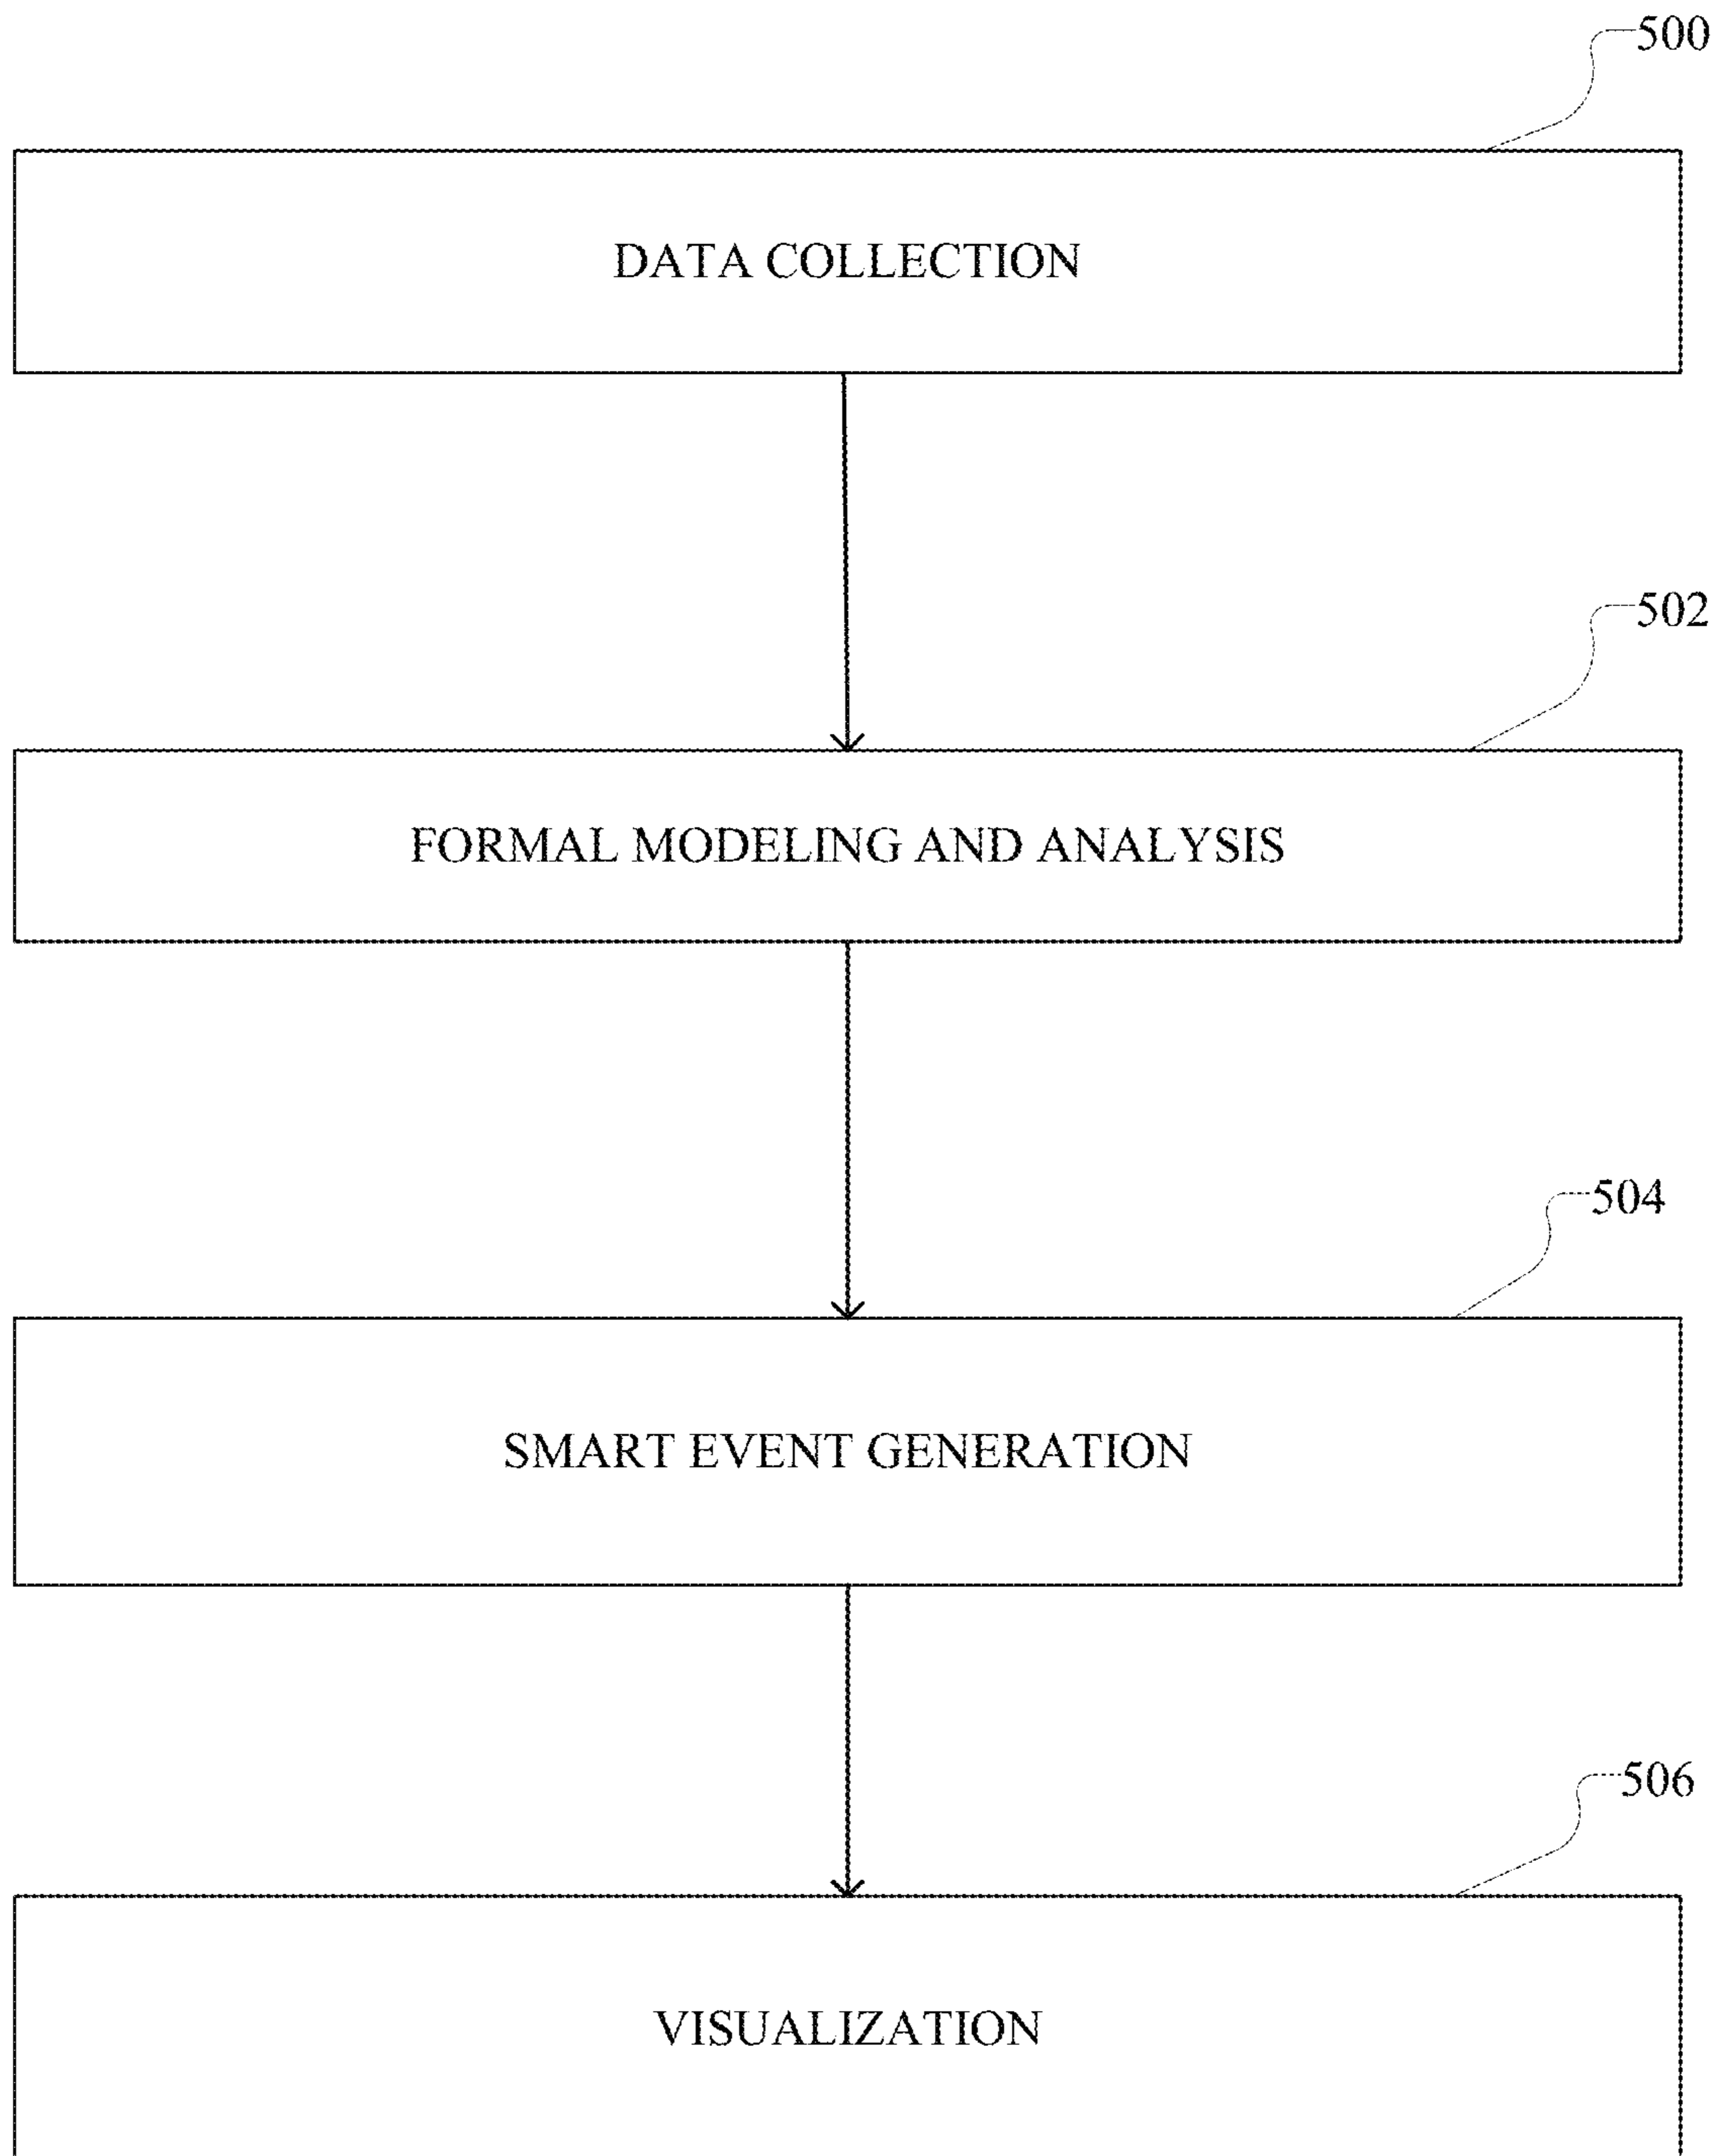 500
DATA COLLECTION
502
FORMAL MODELING AND ANALYSIS
504
SMART EVENT GENERATION
506
VISUALIZATION